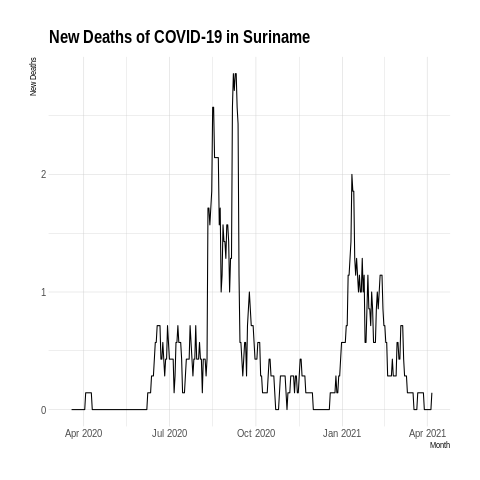 New Deaths of COVID-19 in Suriname
New Deaths
2
1
0
Apr 2020 Jul 2020 Oct 2020 Jan 2021 Apr 2021
Month